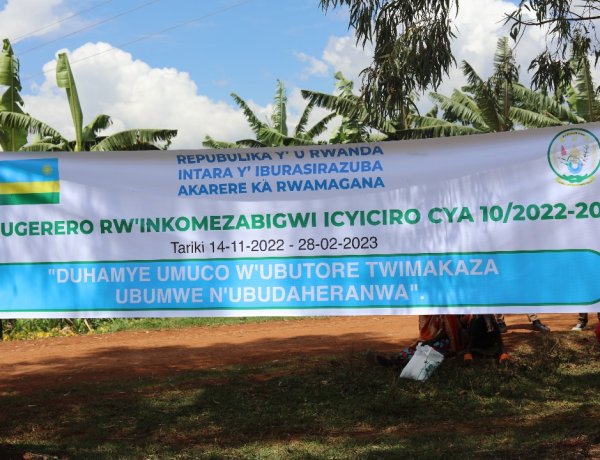 REPUBULIKA Y' U RWANDA
INTARA Y' IBURASIRAZUBA
AKARERE KA RWAMAGANA
UGERERO RW'INKOMEZABIGWI ICYICIRO CYA 10/2022-20
Tariki 14-11-2022 - 28-02-2023
"DUHAMYE UMUCO W'UBUTORE TWIMAKAZA
UBUMWE N'UBUDAHERANWA".